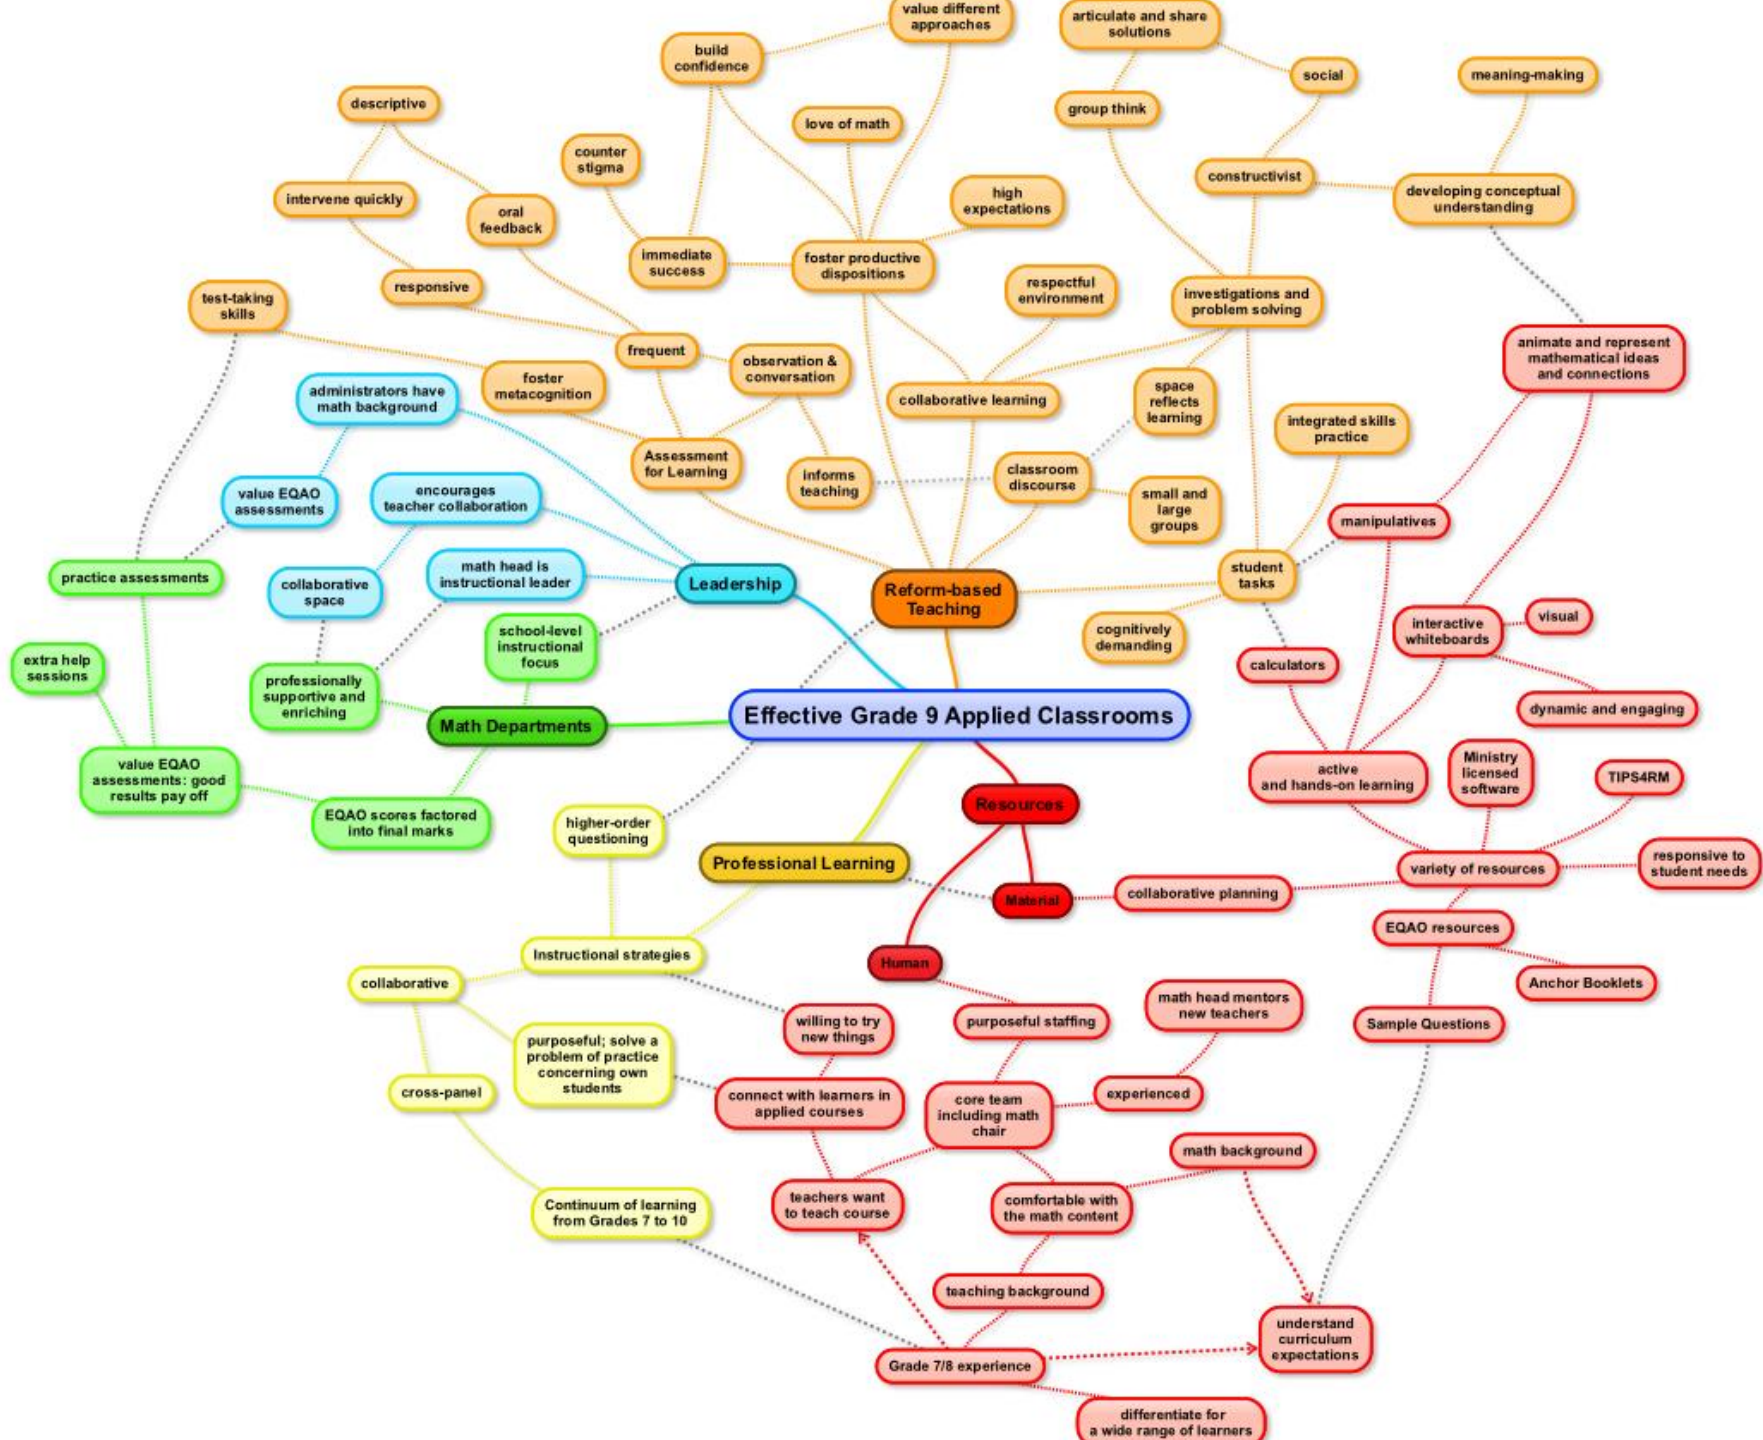 value different
approaches
articulate and share
solutions
build
confidence
social
meaning-making
descriptive
group think
love of math
counter
stigma
constructivist
developing conceptual
understanding
intervene quickly
oral
feedback
high
expectations
immediate
success
foster productive
dispositions
responsive
respectful
environment
investigations and
problem solving
test-taking
skills
frequent
observation &
conversation
animate and represent
mathematical ideas
and connections
foster
metacognition
administrators have
math background
collaborative learning
space
reflects
learning
integrated skills
practice
Assessment
for Learning
informs
teaching
classroom
discourse
value EQAO
assessments
encourages
teacher collaboration
small and
large
groups
manipulatives
practice assessments
collaborative
space
math head is
instructional leader
Leadership
Reform-based
Teaching
student
tasks
cognitively
demanding
interactive
whiteboards
visual
school-level
instructional
focus
extra help
sessions
calculators
professionally
supportive and
enriching
Math Departments
Effective Grade 9 Applied Classrooms
dynamic and engaging
value EQAO
assessments: good
results pay off
active
and hands-on learning
Ministry
licensed
software
TIPS4RM
EQAO scores factored
into final marks
Resources
higher-order
questioning
Professional Learning
variety of resources
responsive to
student needs
Material
collaborative planning
EQAO resources
Instructional strategies
Human
collaborative
Anchor Booklets
math head mentors
new teachers
willing to try
new things
purposeful staffing
Sample Questions
purposeful; solve a
problem of practice
concerning own
students
cross-panel
connect with learners in
applied courses
core team
including math
chair
experienced
math background
Continuum of learning
from Grades 7 to 10
teachers want
to teach course
comfortable with
the math content
teaching background
understand
curriculum
expectations
Grade 7/8 experience
differentiate for
a wide range of learners